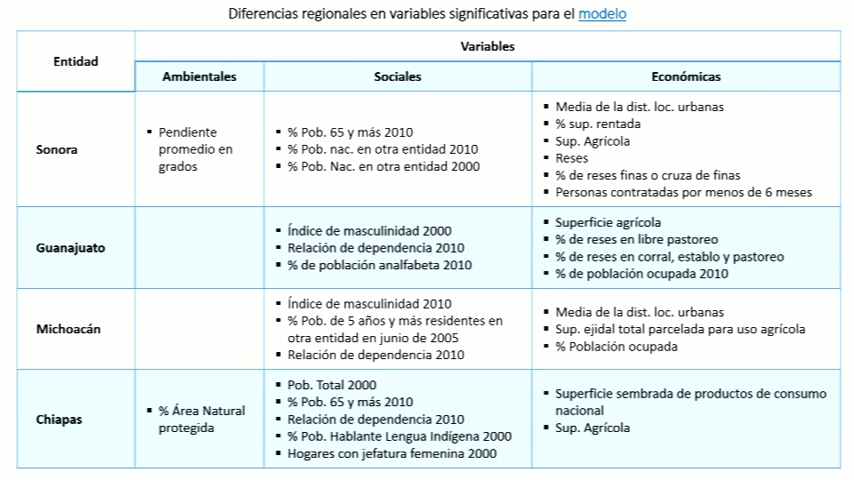 Diferencias regionales en variables significativas para el modelo
Entidad
Variables
Ambientales
Sociales
Económicas
Sonora
▪ Pendiente
promedio en
grados
▪ % Pob. 65 y más 2010
▪ % Pob. nac. en otra entidad 2010
▪ % Pob. Nac. en otra entidad 2000
▪ Media de la dist. loc. urbanas
▪ % sup. rentada
▪ Sup. Agrícola
▪ Reses
▪ % de reses finas o cruza de finas
▪ Personas contratadas por menos de 6 meses
Guanajuato
▪ Índice de masculinidad 2000
▪ Relación de dependencia 2010
▪ % de población analfabeta 2010
▪ Superficie agrícola
▪ % de reses en libre pastoreo
▪ % de reses en corral, establo y pastoreo
▪ % de población ocupada 2010
Michoacán
▪ Índice de masculinidad 2010
▪ % Pob. de 5 años y más residentes en
otra entidad en junio de 2005
▪ Relación de dependencia 2010
▪ Media de la dist. loc. urbanas
▪ Sup. ejidal total parcelada para uso agrícola
▪ % Población ocupada
Chiapas
▪ % Área Natural
protegida
▪ Pob. Total 2000
▪ % Pob. 65 y más 2010
▪ Relación de dependencia 2010
▪ % Pob. Hablante Lengua Indígena 2000
▪ Hogares con jefatura femenina 2000
▪ Superficie sembrada de productos de consumo
nacional
▪ Sup. Agrícola